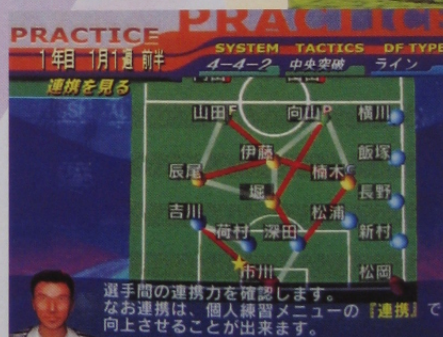 PRACTICE
PRACTICE
SYSTEM TACTICS DF TYPE
1年目 1月1週 前半 4-4-2 中央突破 ライン
連携を見る
山田F 向山P 横川
伊藤 飯塚
辰尾 楠木
堀 長野
吉川 松浦
荷村 深田 新村
市川 松岡
選手間の連携力を確認します。
なお連携は、個人練習メニューの『連携』で
向上させることが出来ます。